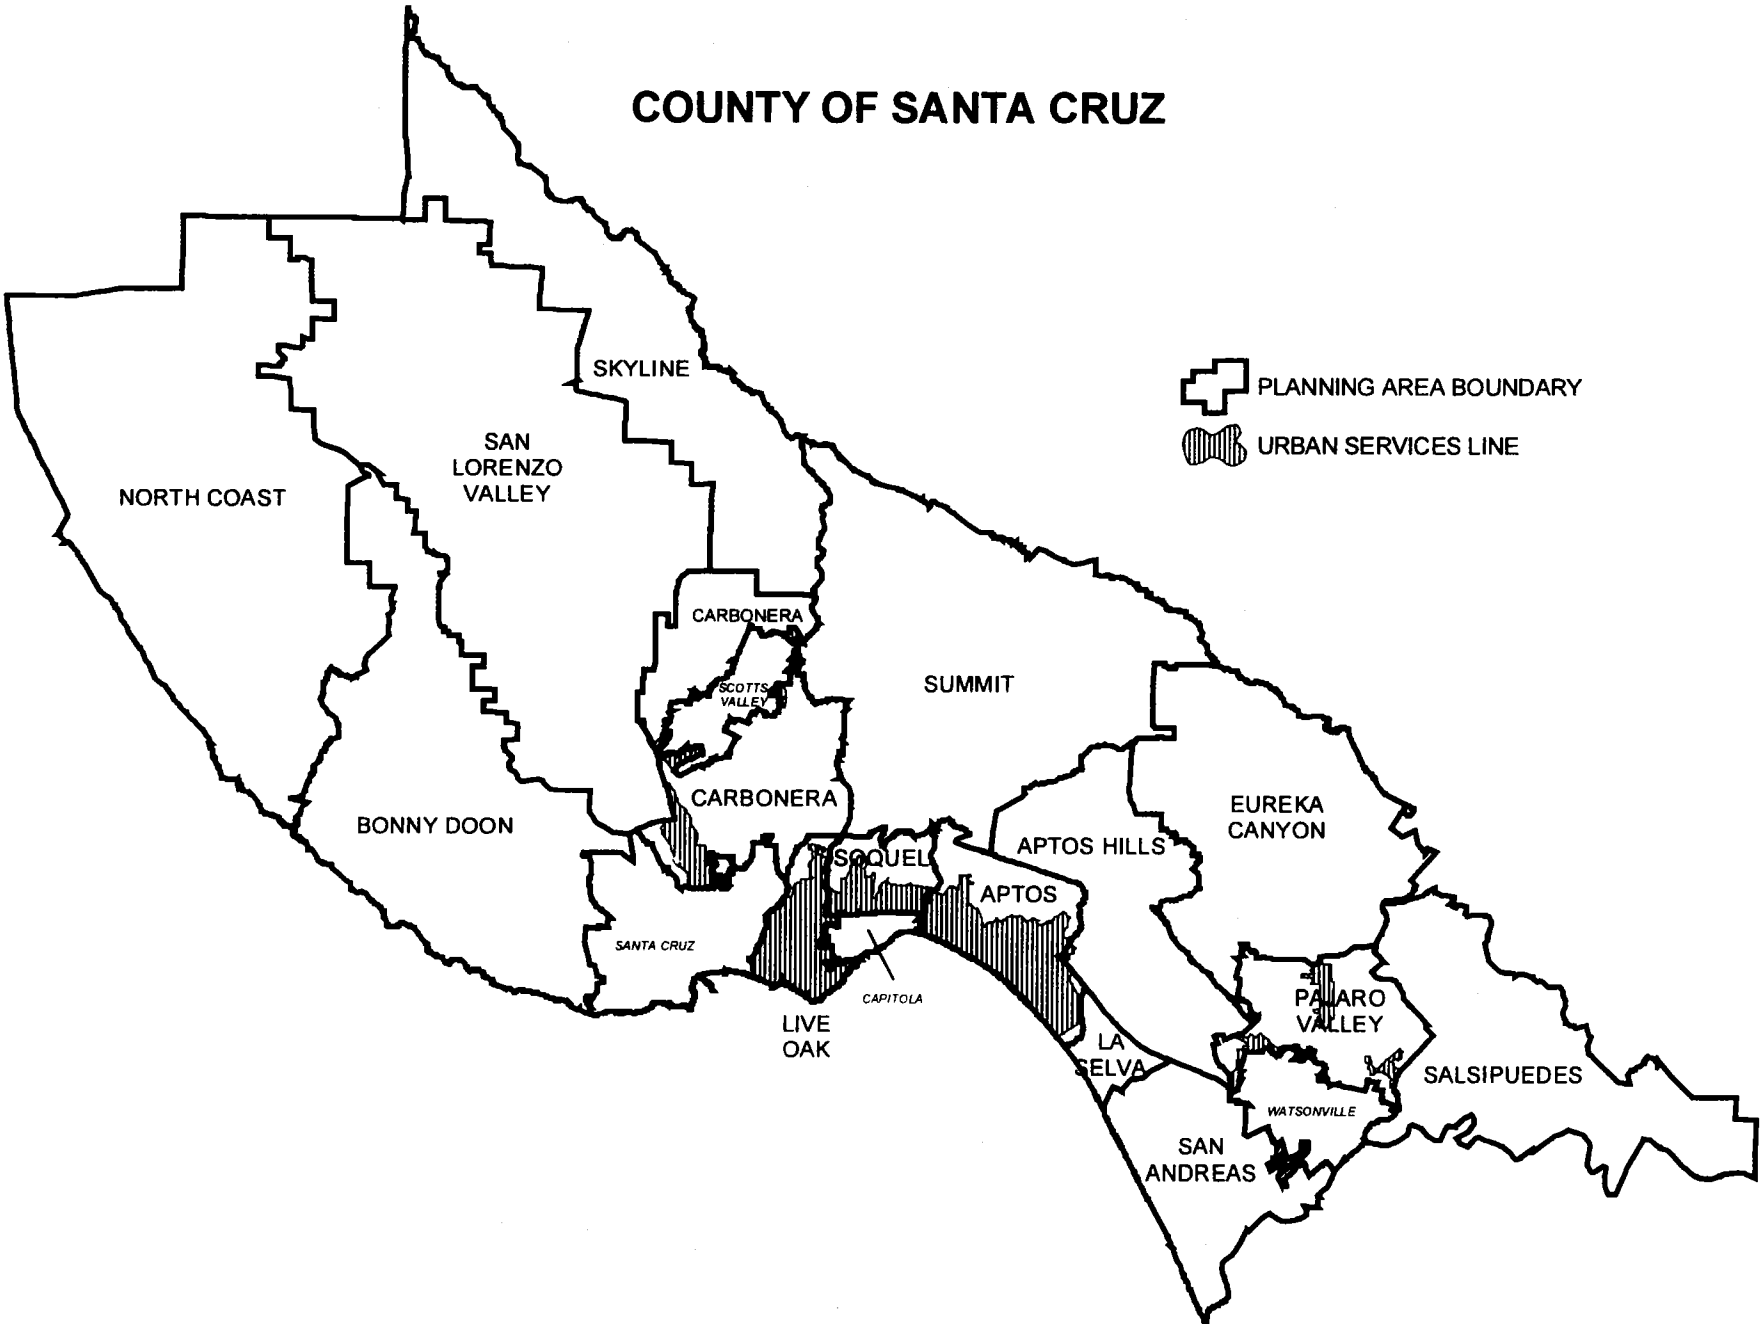 COUNTY OF SANTA CRUZ
PLANNING AREA BOUNDARY
URBAN SERVICES LINE
SKYLINE
SAN
LORENZO
VALLEY
NORTH COAST
CARBONERA
SCOTTS
VALLEY
SUMMIT
CARBONERA
BONNY DOON
EUREKA
CANYON
APTOS HILLS
SOQUEL
APTOS
SANTA CRUZ
CAPITOLA
LIVE
OAK
PAJARO
VALLEY
LA
SELVA
SALSIPUEDES
WATSONVILLE
SAN
ANDREAS